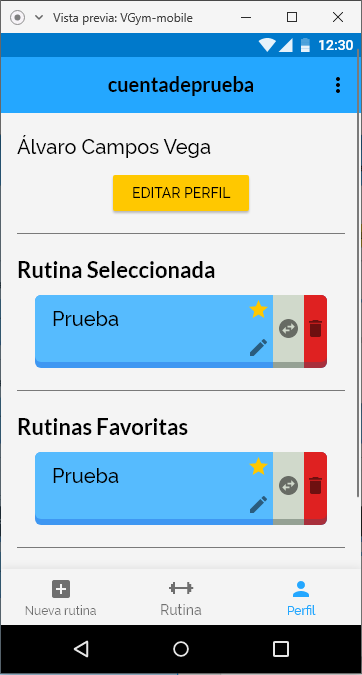 Vista previa: VGym-mobile
12:30
cuentadeprueba
Álvaro Campos Vega
EDITAR PERFIL
Rutina Seleccionada
Prueba
Rutinas Favoritas
Prueba
Nueva rutina
Rutina
Perfil